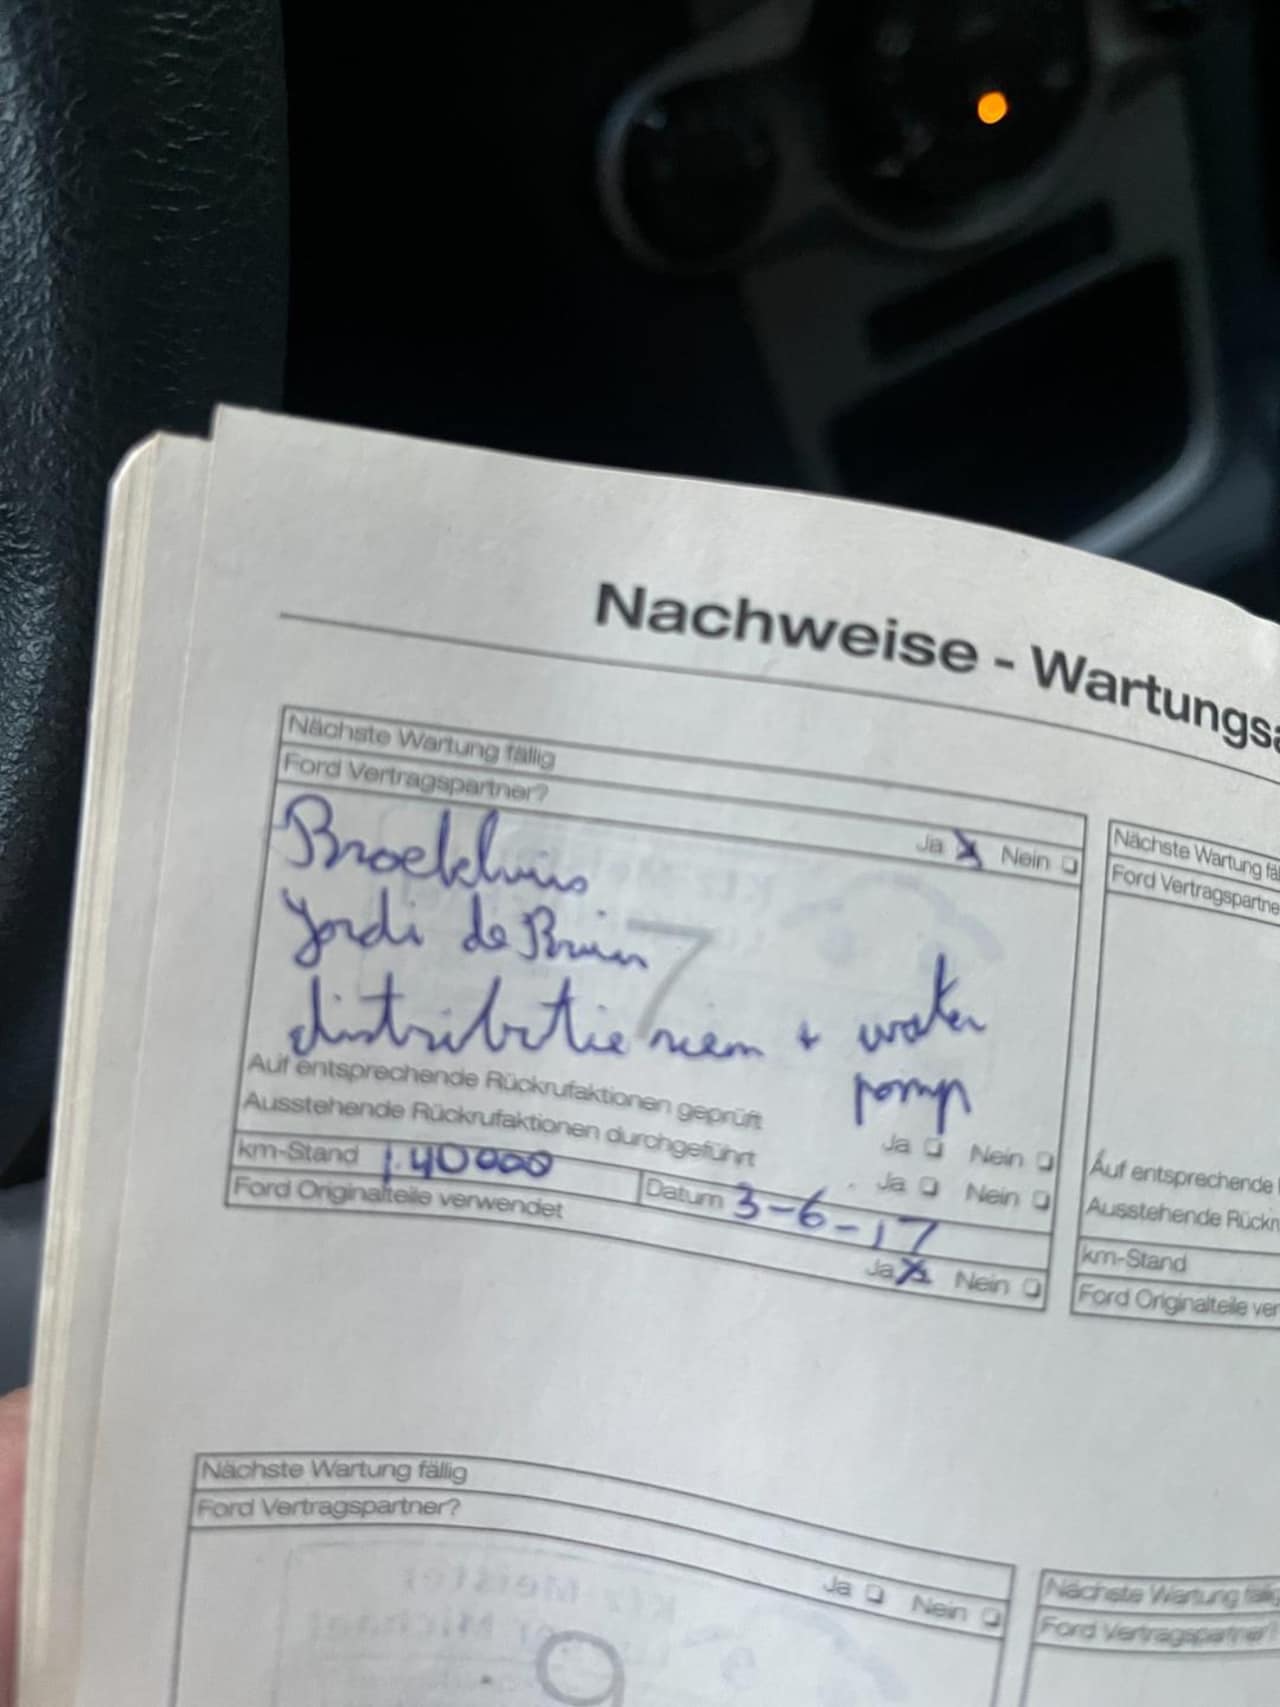 Nachweise - Wartungsa
Nächste Wartung fällig
Ford Vertragspartner?
Ja x Nein ❏
Broekhuis
Jordi de Bruin
7
distributie riem + water
pomp
Auf entsprechende Rückrufaktionen geprüft
Ja ❏ Nein ❏
Ausstehende Rückrufaktionen durchgeführt
Ja ❏ Nein ❏
km-Stand 140000
Datum 3-6-17
Ford Originalteile verwendet
Ja x Nein ❏
Nächste Wartung fäl
Ford Vertragspartne
Auf entsprechende
Ausstehende Rückr
km-Stand
Ford Originalteile ver
Nächste Wartung fällig
Ford Vertragspartner?
Ja ❏ Nein ❏
9
Nächste Wartung fällig
Ford Vertragspartner?